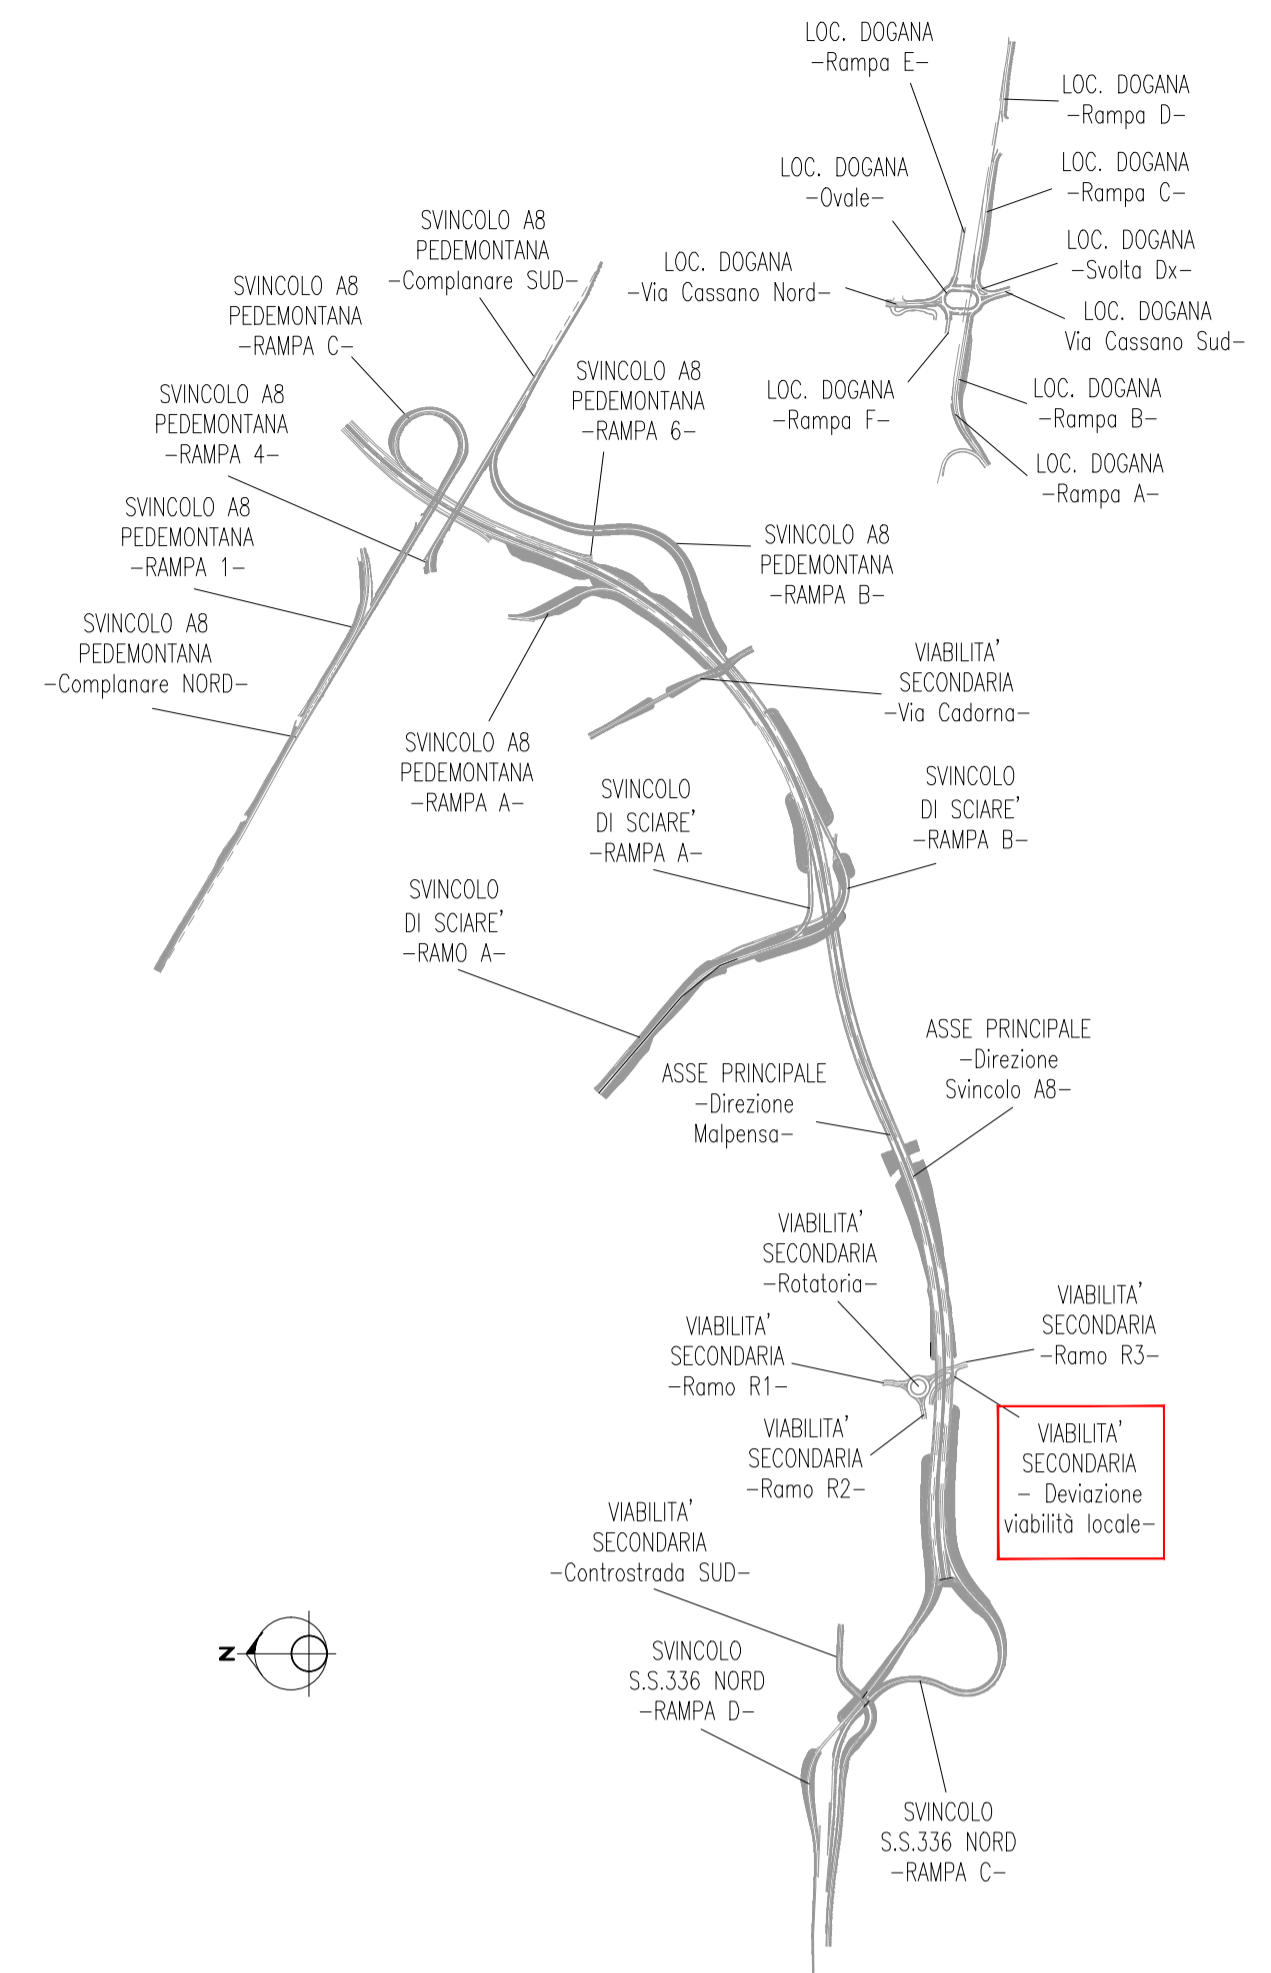 LOC. DOGANA
-Rampa E-
LOC. DOGANA
-Rampa D-
LOC. DOGANA
-Ovale-
LOC. DOGANA
-Rampa C-
SVINCOLO A8
PEDEMONTANA
-Complanare SUD-
LOC. DOGANA
-Svolta Dx-
LOC. DOGANA
-Via Cassano Nord-
SVINCOLO A8
PEDEMONTANA
-RAMPA C-
LOC. DOGANA
Via Cassano Sud-
SVINCOLO A8
PEDEMONTANA
-RAMPA 6-
LOC. DOGANA
-Rampa F-
LOC. DOGANA
-Rampa B-
SVINCOLO A8
PEDEMONTANA
-RAMPA 4-
LOC. DOGANA
-Rampa A-
SVINCOLO A8
PEDEMONTANA
-RAMPA 1-
SVINCOLO A8
PEDEMONTANA
-RAMPA B-
SVINCOLO A8
PEDEMONTANA
-Complanare NORD-
VIABILITA'
SECONDARIA
-Via Cadorna-
SVINCOLO A8
PEDEMONTANA
-RAMPA A-
SVINCOLO
DI SCIARE'
-RAMPA A-
SVINCOLO
DI SCIARE'
-RAMPA B-
SVINCOLO
DI SCIARE'
-RAMO A-
ASSE PRINCIPALE
-Direzione
Svincolo A8-
ASSE PRINCIPALE
-Direzione
Malpensa-
VIABILITA'
SECONDARIA
-Rotatoria-
VIABILITA'
SECONDARIA
-Ramo R3-
VIABILITA'
SECONDARIA
-Ramo R1-
VIABILITA'
SECONDARIA
-Ramo R2-
VIABILITA'
SECONDARIA
- Deviazione
viabilità locale-
VIABILITA'
SECONDARIA
-Controstrada SUD-
N
SVINCOLO
S.S.336 NORD
-RAMPA D-
SVINCOLO
S.S.336 NORD
-RAMPA C-